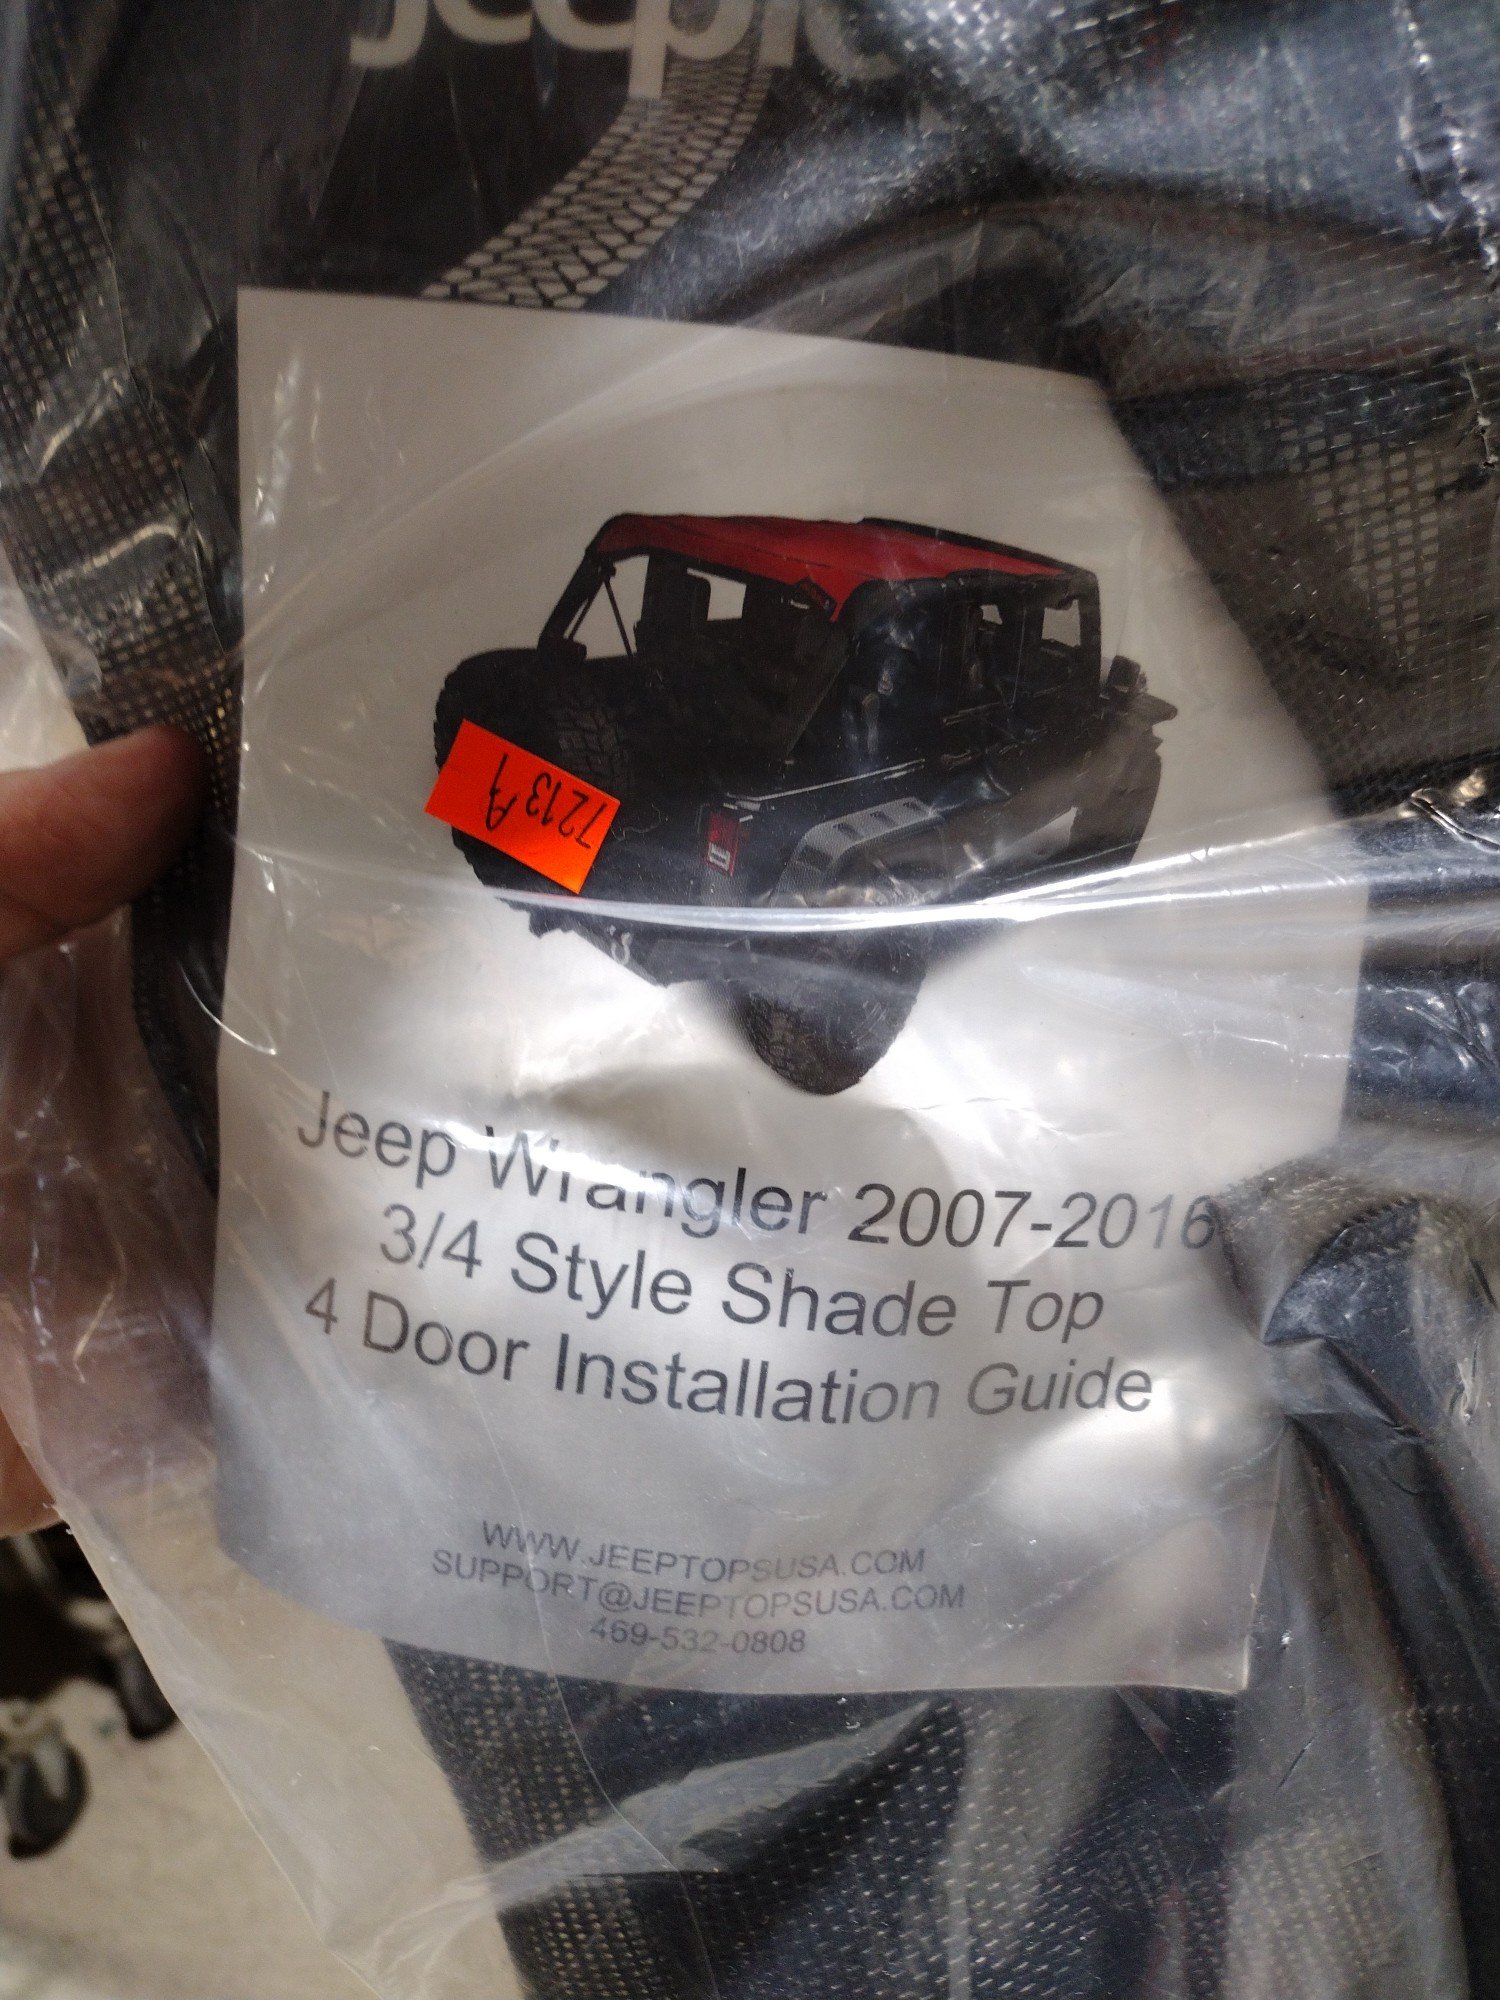 7213A
Jeep Wrangler 2007-2016
3/4 Style Shade Top
4 Door Installation Guide
WWW.JEEPTOPSUSA.COM
SUPPORT@JEEPTOPSUSA.COM
469-532-0808